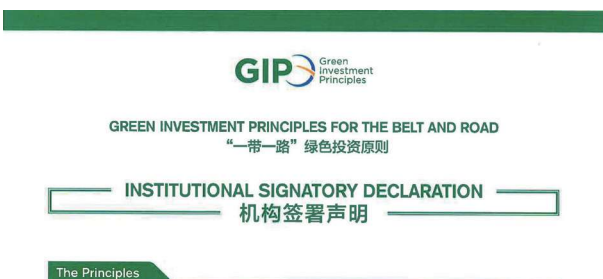 GIP
Green
Investment
Principles
GREEN INVESTMENT PRINCIPLES FOR THE BELT AND ROAD
“一带一路”绿色投资原则
INSTITUTIONAL SIGNATORY DECLARATION
机构签署声明
The Principles